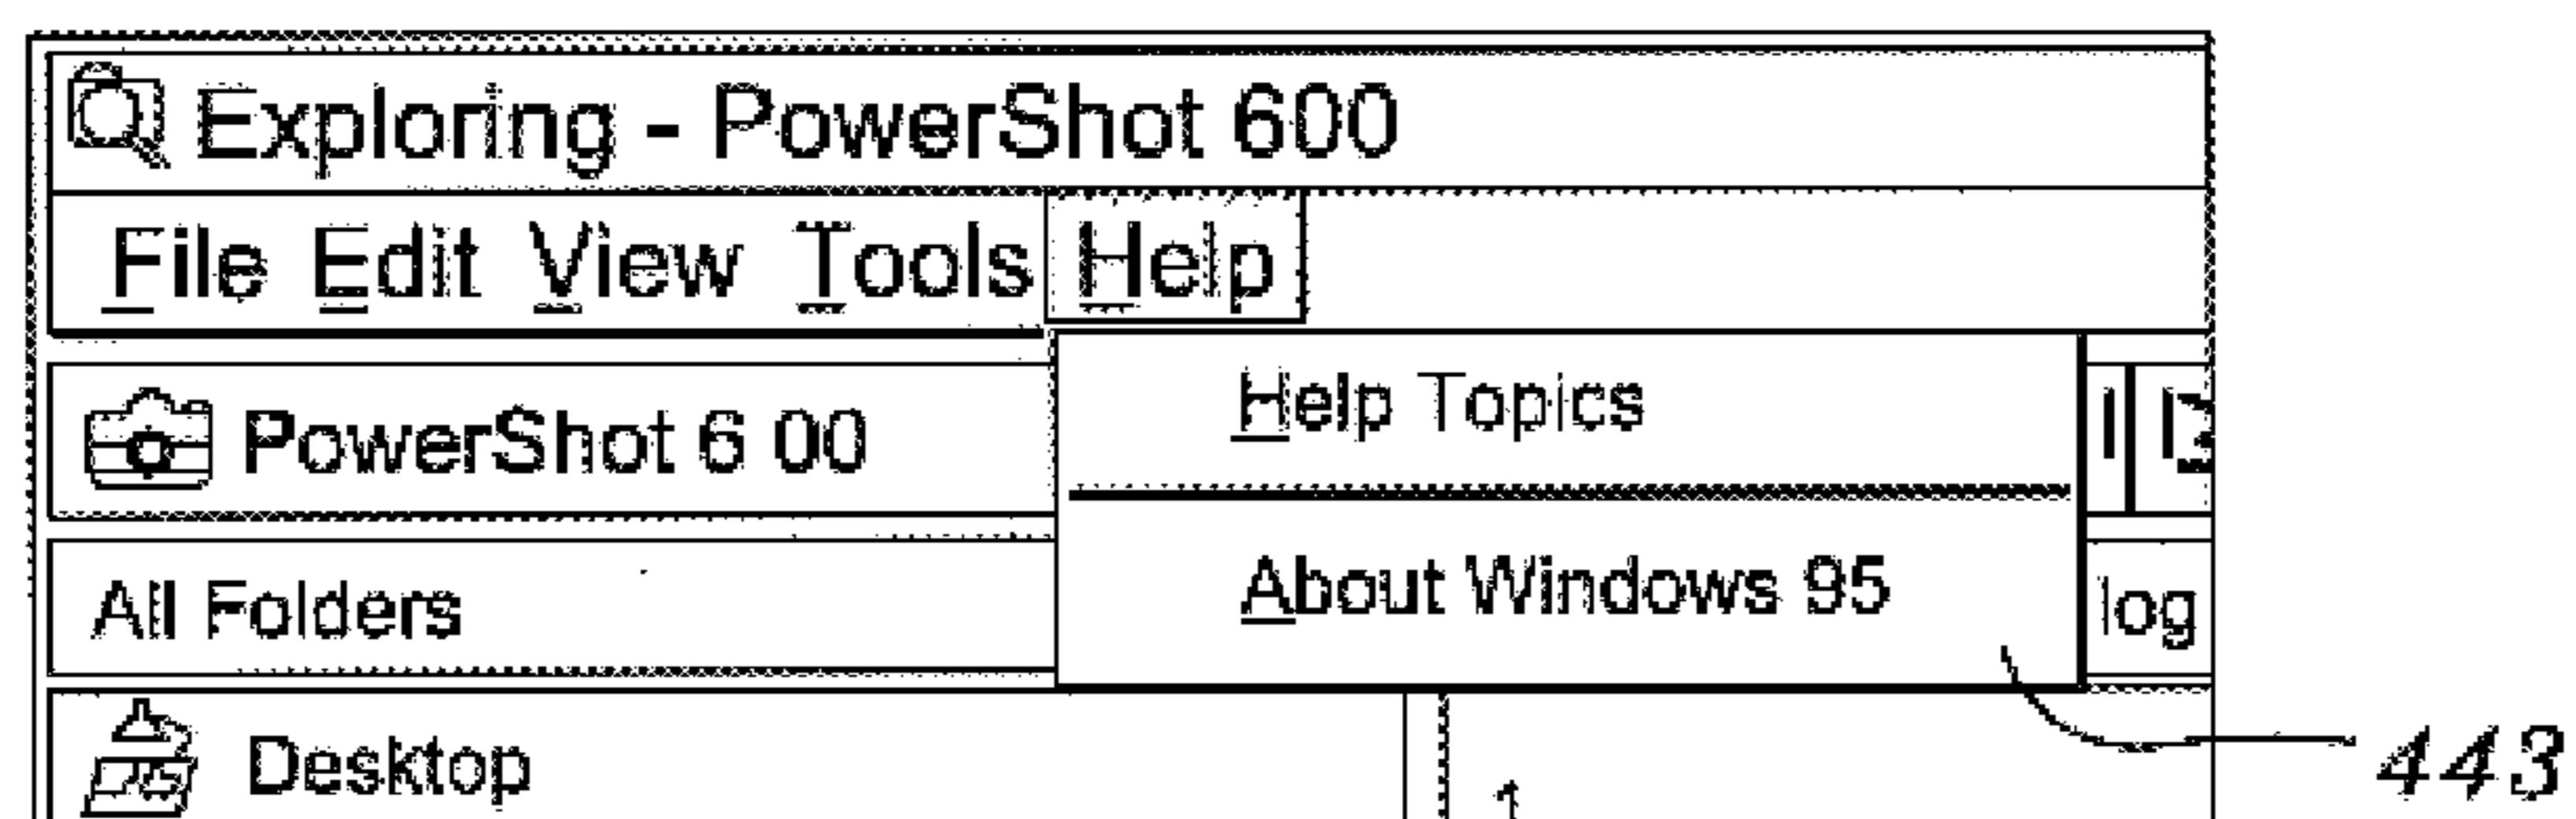 Exploring - PowerShot 600
File Edit View Tools Help
PowerShot 6 00
Help Topics
All Folders
About Windows 95
log
Desktop
1
443